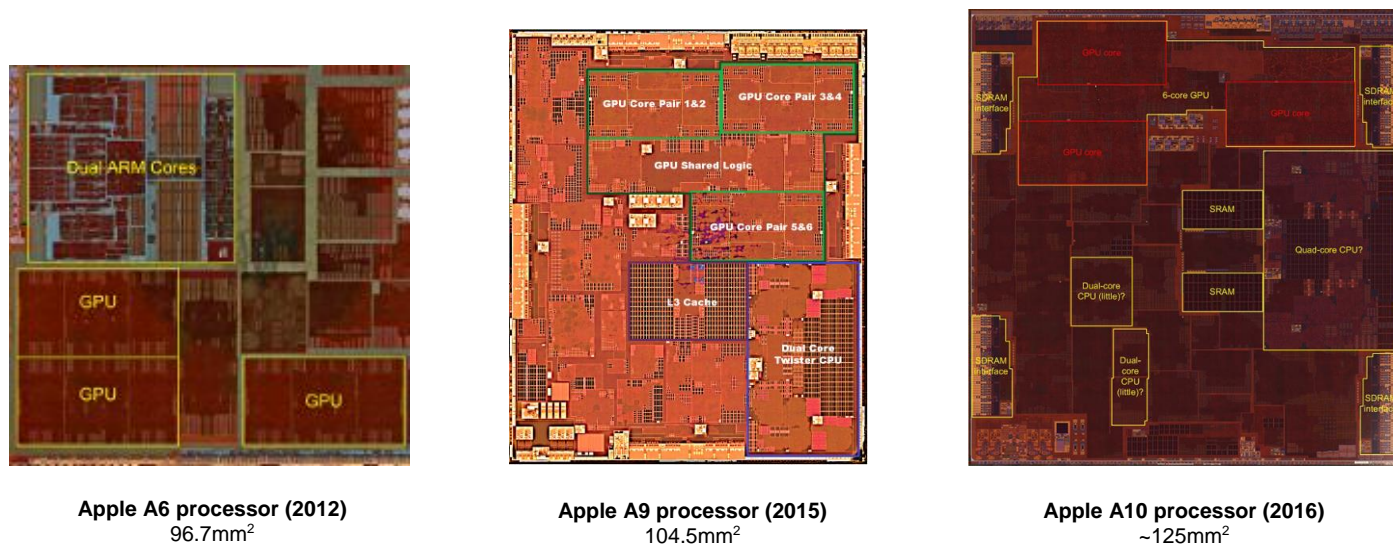 Dual ARM Cores
GPU
GPU
GPU
Apple A6 processor (2012)
96.7mm²
GPU Core Pair 1&2
GPU Core Pair 3&4
GPU Shared Logic
GPU Core Pair 5&6
L3 Cache
Dual Core
Twister CPU
Apple A9 processor (2015)
104.5mm²
GPU core
SDRAM
interface
6-core GPU
GPU core
SDRAM
interface
GPU core
SRAM
Quad-core CPU?
Dual-core
CPU (little)?
SRAM
SDRAM
interface
Dual-
core
CPU
(little)?
SDRAM
interface
Apple A10 processor (2016)
~125mm²